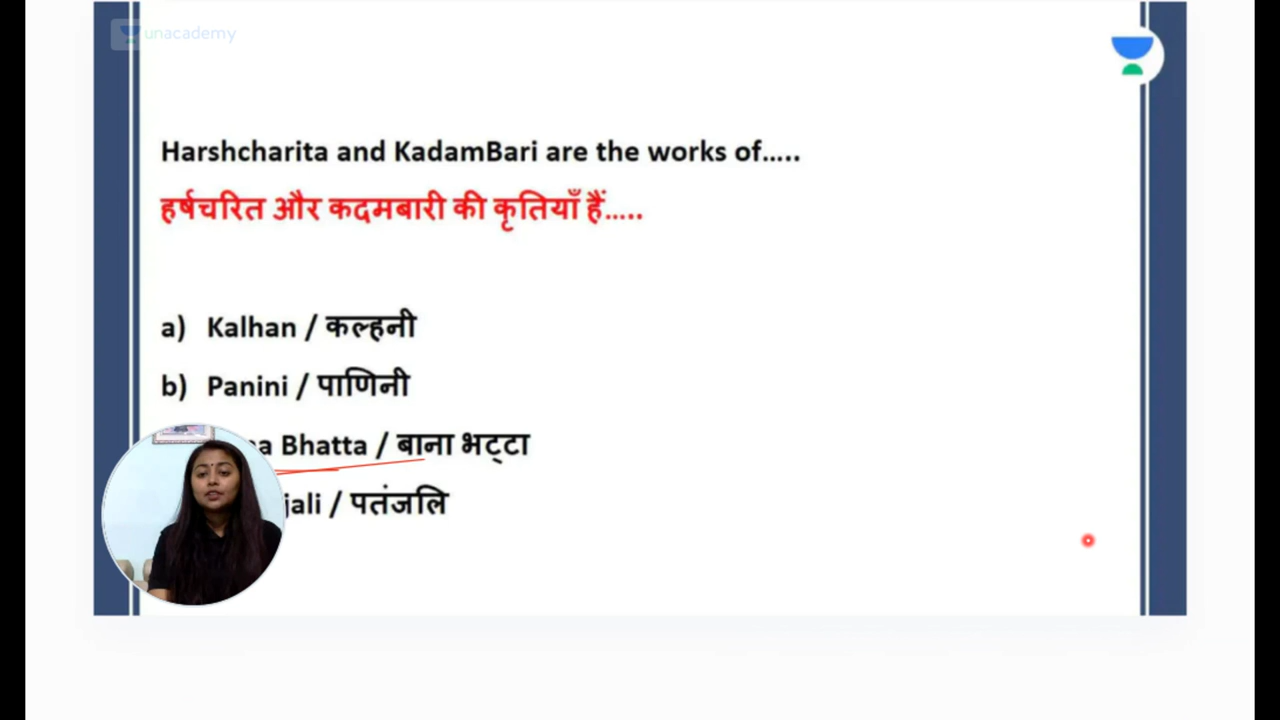 unacademy
Harshcharita and KadamBari are the works of.....
हर्षचरित और कदमबारी की कृतियाँ हैं.....
a) Kalhan / कल्हनी
b) Panini / पाणिनी
Bhatta / बाना भट्टा
/ पतंजलि